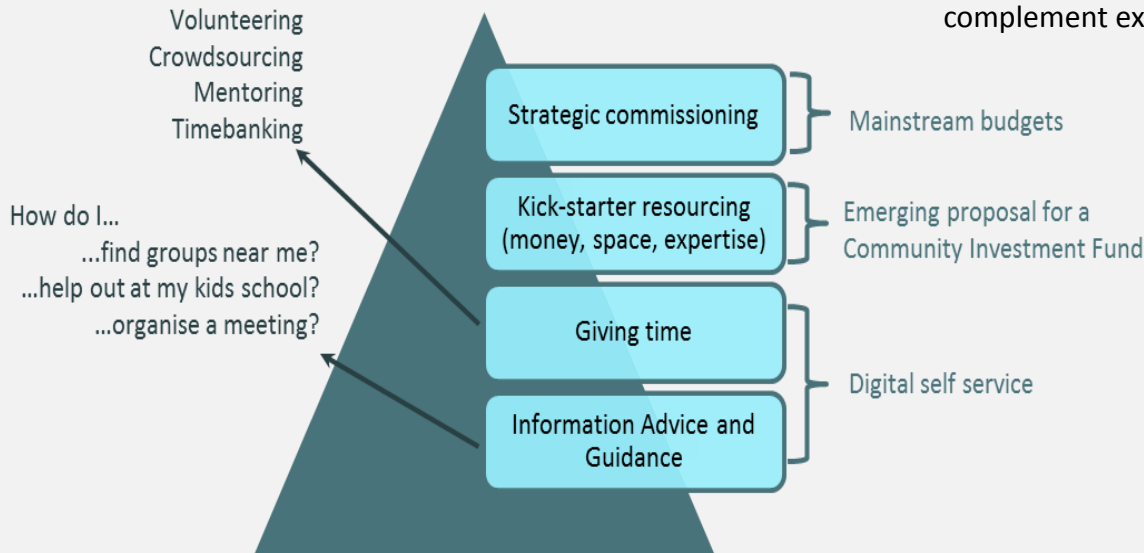 complement ex
Volunteering
Crowdsourcing
Mentoring
Timebanking
How do I...
...find groups near me?
...help out at my kids school?
...organise a meeting?
Strategic commissioning
Kick-starter resourcing
(money, space, expertise)
Giving time
Information Advice and
Guidance
Mainstream budgets
Emerging proposal for a
Community Investment Fund
Digital self service